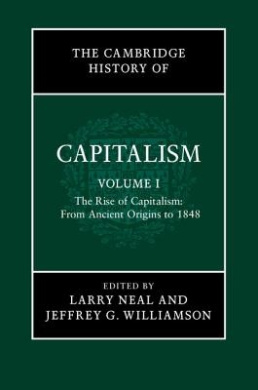 THE CAMBRIDGE
HISTORY OF
CAPITALISM
VOLUME I
The Rise of Capitalism:
From Ancient Origins to 1848
EDITED BY
LARRY NEAL AND
JEFFREY G. WILLIAMSON